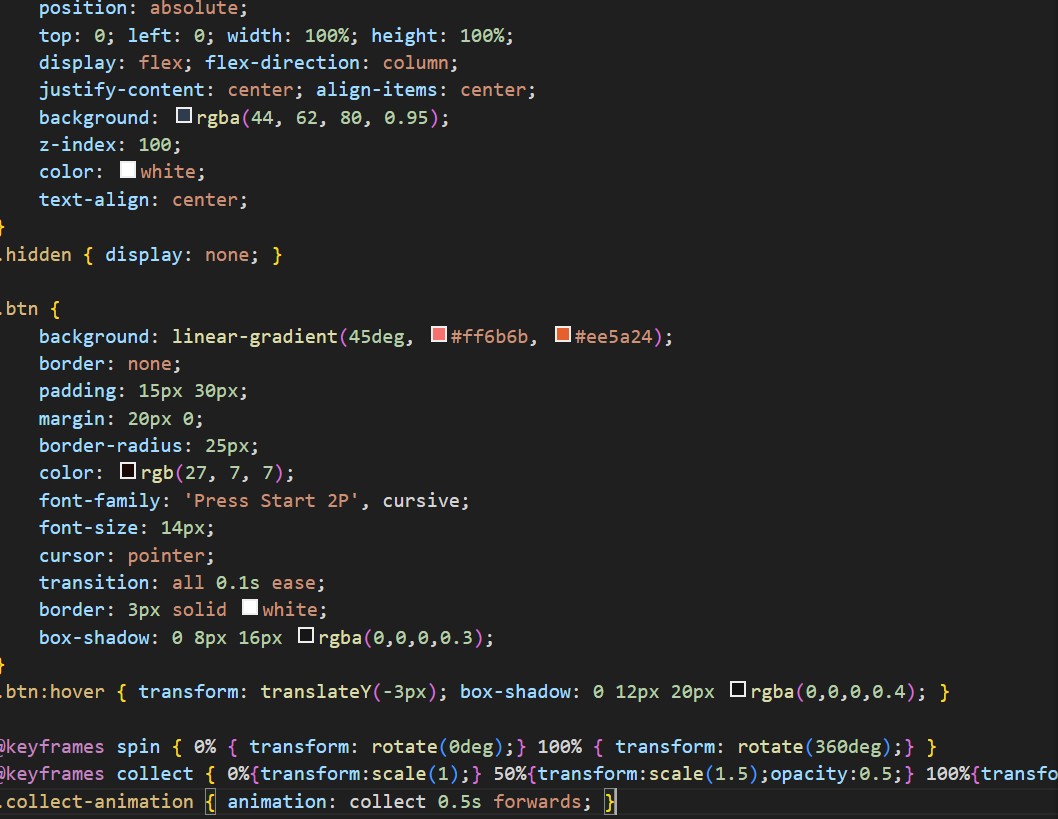 position: absolute;
top: 0; left: 0; width: 100%; height: 100%;
display: flex; flex-direction: column;
justify-content: center; align-items: center;
background: rgba(44, 62, 80, 0.95);
z-index: 100;
color: white;
text-align: center;
}
.hidden { display: none; }
.btn {
background: linear-gradient(45deg, #ff6b6b, #ee5a24);
border: none;
padding: 15px 30px;
margin: 20px 0;
border-radius: 25px;
color: rgb(27, 7, 7);
font-family: 'Press Start 2P', cursive;
font-size: 14px;
cursor: pointer;
transition: all 0.1s ease;
border: 3px solid white;
box-shadow: 0 8px 16px rgba(0,0,0,0.3);
}
.btn:hover { transform: translateY(-3px); box-shadow: 0 12px 20px rgba(0,0,0,0.4); }
@keyframes spin { 0% { transform: rotate(0deg);} 100% { transform: rotate(360deg);} }
@keyframes collect { 0%{transform:scale(1);} 50%{transform:scale(1.5);opacity:0.5;} 100%{transfo
.collect-animation { animation: collect 0.5s forwards; }